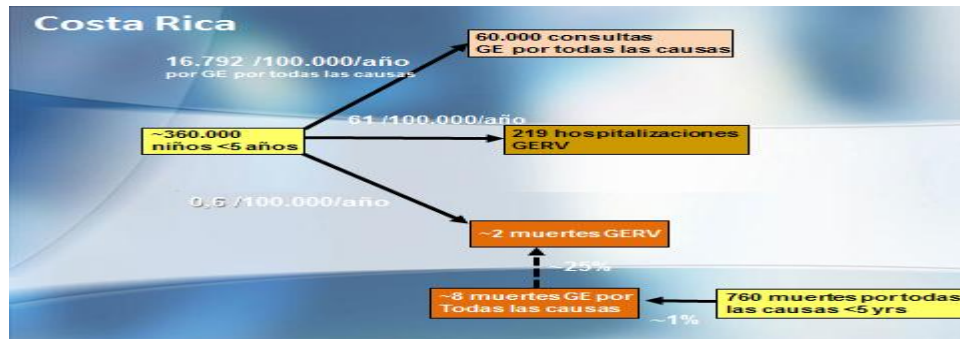 Costa Rica
60.000 consultas
GE por todas las causas
16.792 /100.000/año
por GE por todas las causas
61 /100.000/año
~360.000
niños <5 años
219 hospitalizaciones
GERV
0,6 /100.000/año
~2 muertes GERV
~25%
~8 muertes GE por
Todas las causas
~1%
760 muertes por todas
las causas <5 yrs